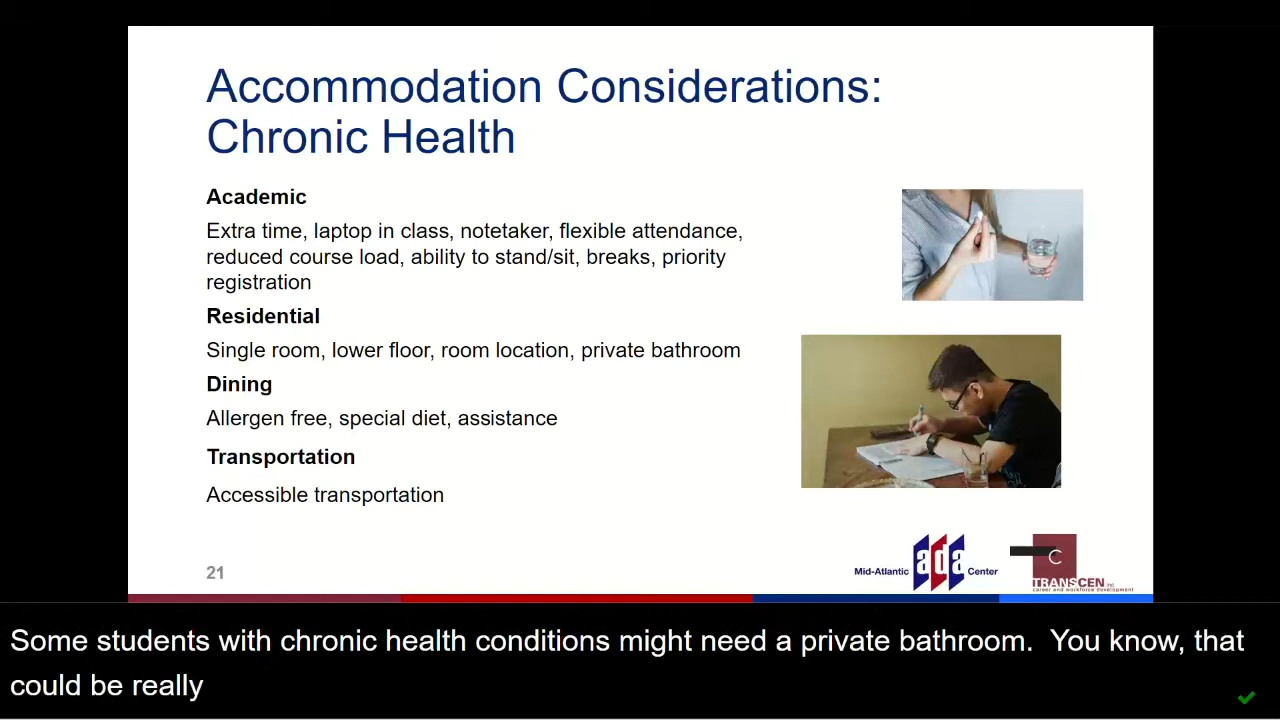 Accommodation Considerations:
Chronic Health
Academic
Extra time, laptop in class, notetaker, flexible attendance,
reduced course load, ability to stand/sit, breaks, priority
registration
Residential
Single room, lower floor, room location, private bathroom
Dining
Allergen free, special diet, assistance
Transportation
Accessible transportation
21
Mid-Atlantic ada Center
C
TRANSCEN inc.
career and workforce development
Some students with chronic health conditions might need a private bathroom.  You know, that
could be really